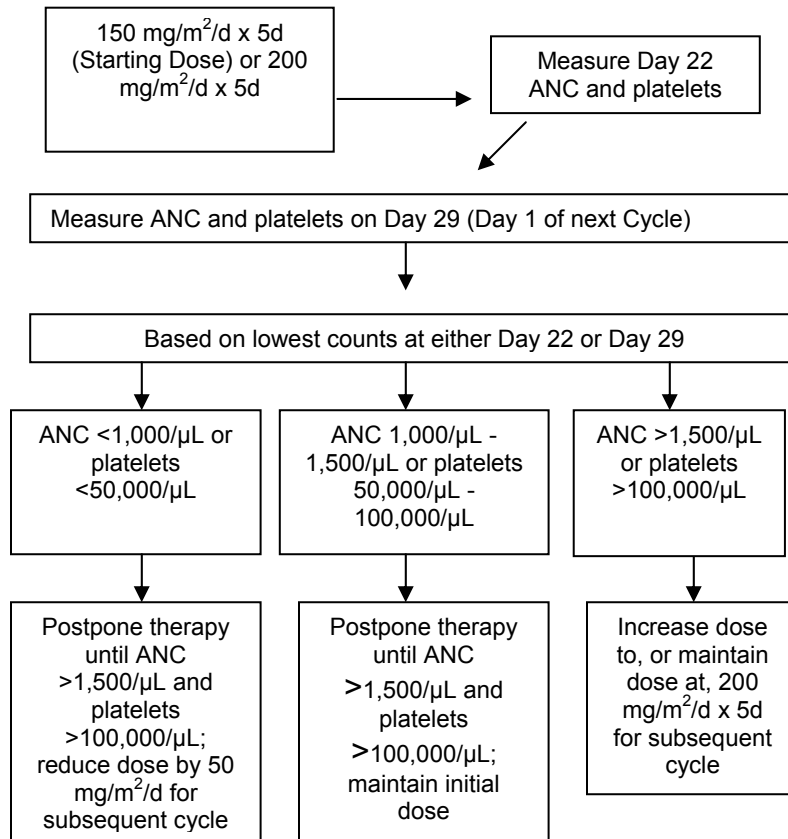 150 mg/m²/d x 5d
(Starting Dose) or 200
mg/m²/d x 5d
Measure Day 22
ANC and platelets
Measure ANC and platelets on Day 29 (Day 1 of next Cycle)
Based on lowest counts at either Day 22 or Day 29
ANC <1,000/µL or
platelets
<50,000/µL
ANC 1,000/µL -
1,500/µL or platelets
50,000/µL -
100,000/µL
ANC >1,500/µL
or platelets
>100,000/µL
Postpone therapy
until ANC
>1,500/µL and
platelets
>100,000/µL;
reduce dose by 50
mg/m²/d for
subsequent cycle
Postpone therapy
until ANC
>1,500/µL and
platelets
>100,000/µL;
maintain initial
dose
Increase dose
to, or maintain
dose at, 200
mg/m²/d x 5d
for subsequent
cycle